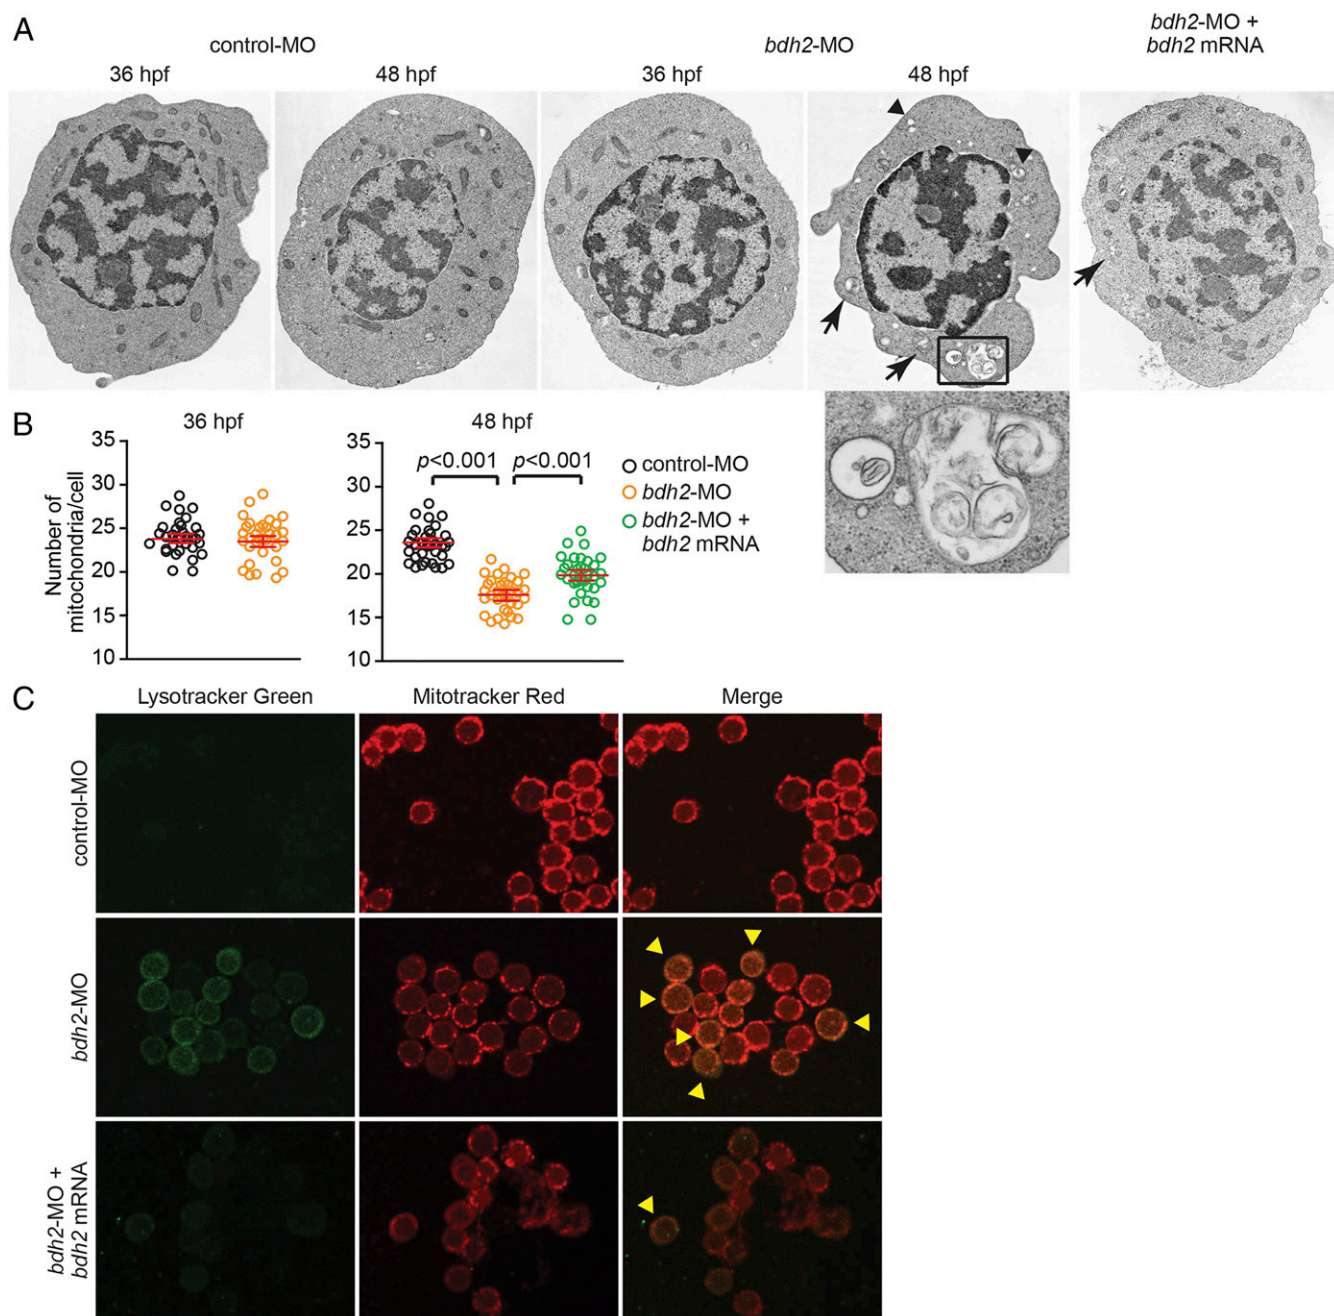 A
control-MO
bdh2-MO
bdh2-MO +
bdh2 mRNA
36 hpf
48 hpf
36 hpf
48 hpf
B
36 hpf
48 hpf
Number of
mitochondria/cell
35
30
25
20
15
10
35
30
25
20
15
10
p<0.001
p<0.001
control-MO
bdh2-MO
bdh2-MO +
bdh2 mRNA
C
Lysotracker Green
Mitotracker Red
Merge
control-MO
bdh2-MO
bdh2-MO +
bdh2 mRNA